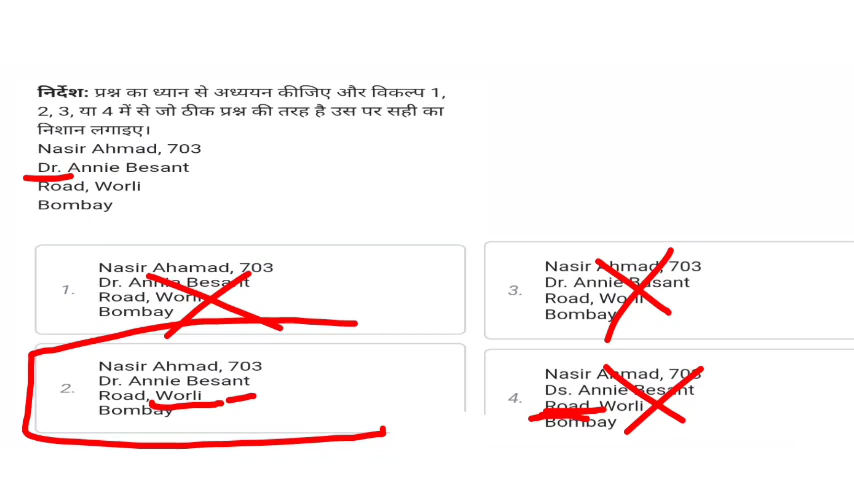 निर्देश: प्रश्न का ध्यान से अध्ययन कीजिए और विकल्प 1,
2, 3, या 4 में से जो ठीक प्रश्न की तरह है उस पर सही का
निशान लगाइए।
Nasir Ahmad, 703
Dr. Annie Besant
Road, Worli
Bombay
1.
Nasir Ahamad, 703
Dr. Annie Besant
Road, Worli
Bombay
2.
Nasir Ahmad, 703
Dr. Annie Besant
Road, Worli
Bombay
3.
Nasir Ahmad, 703
Dr. Annie Basant
Road, Worli
Bombay
4.
Nasir Ahmad, 703
Ds. Annie Besant
Road, Worli
Bombay